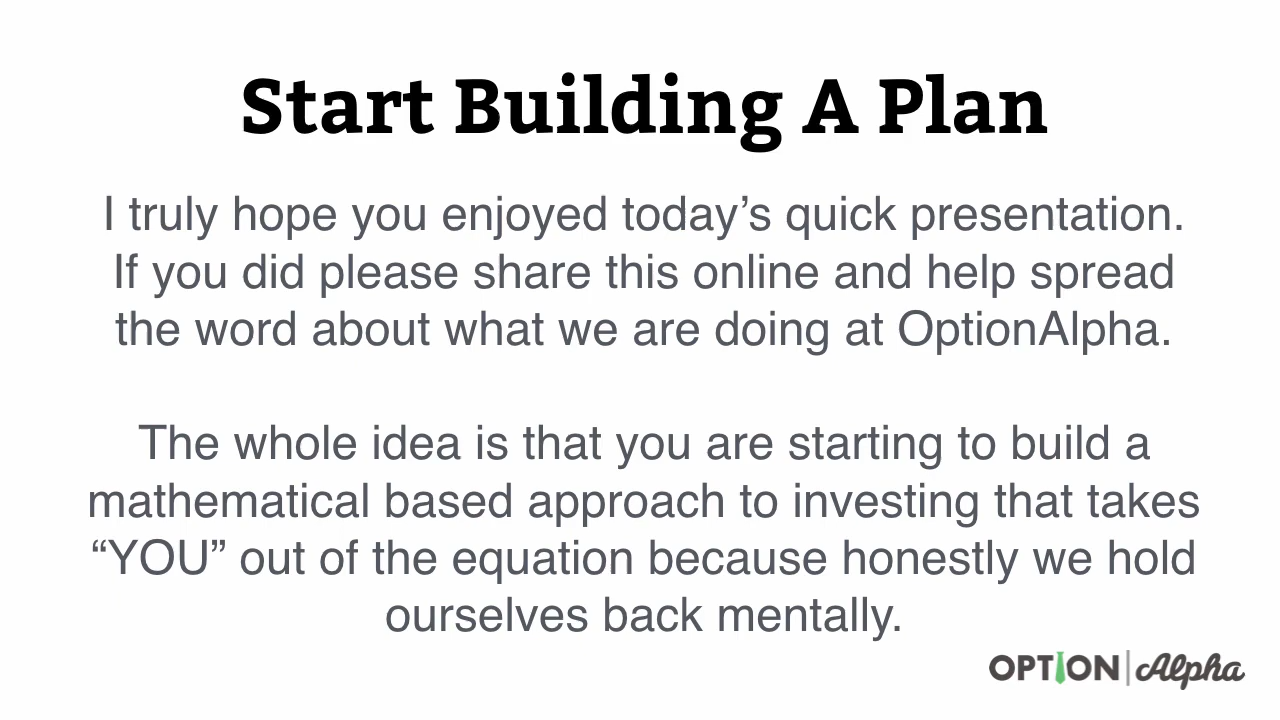 Start Building A Plan
I truly hope you enjoyed today’s quick presentation.
If you did please share this online and help spread
the word about what we are doing at OptionAlpha.
The whole idea is that you are starting to build a
mathematical based approach to investing that takes
“YOU” out of the equation because honestly we hold
ourselves back mentally.
OPTION | Alpha